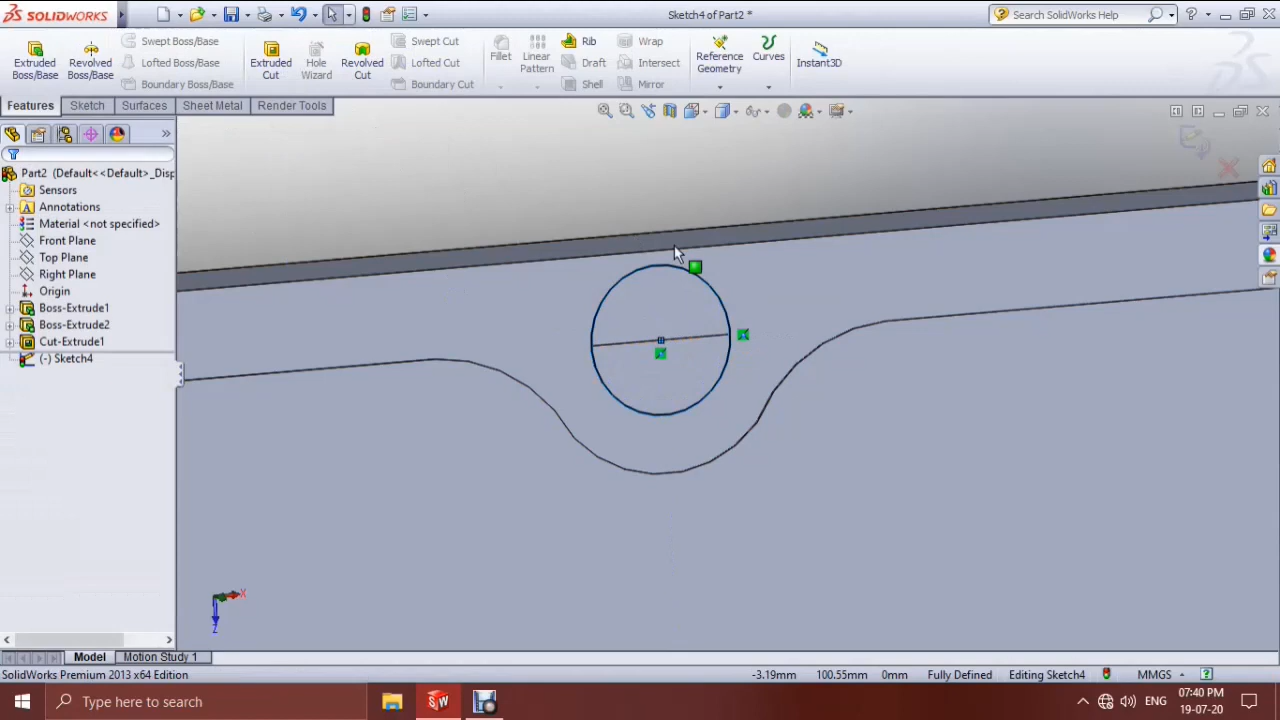 SOLIDWORKS
Sketch4 of Part2 *
Search SolidWorks Help
Extruded Boss/Base
Revolved Boss/Base
Swept Boss/Base
Lofted Boss/Base
Boundary Boss/Base
Extruded Cut
Hole Wizard
Revolved Cut
Swept Cut
Lofted Cut
Boundary Cut
Fillet
Linear Pattern
Rib
Draft
Shell
Wrap
Intersect
Mirror
Reference Geometry
Curves
Instant3D
Features
Sketch
Surfaces
Sheet Metal
Render Tools
Part2 (Default<<Default>_Disp
Sensors
Annotations
Material <not specified>
Front Plane
Top Plane
Right Plane
Origin
Boss-Extrude1
Boss-Extrude2
Cut-Extrude1
(-) Sketch4
X
Z
Model
Motion Study 1
SolidWorks Premium 2013 x64 Edition
-3.19mm
100.55mm
0mm
Fully Defined
Editing Sketch4
MMGS
Type here to search
ENG
07:40 PM
19-07-20